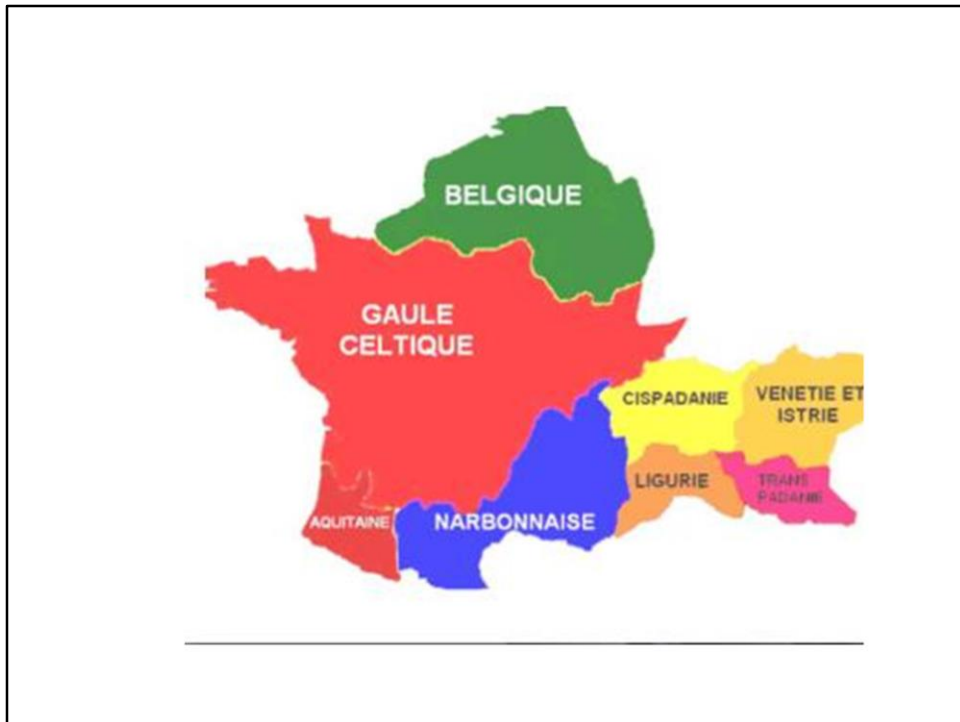 BELGIQUE
GAULE
CELTIQUE
CISPADANIE
VENETIE ET
ISTRIE
LIGURIE
TRANS
PADANIE
AQUITAINE
NARBONNAISE